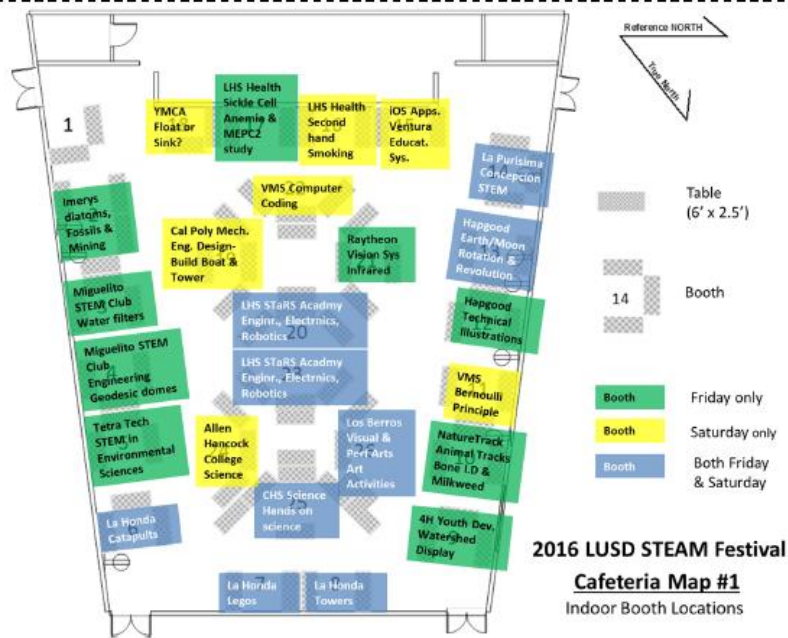 Reference NORTH
True North
1
YMCA
Float or
Sink?
LHS Health
Sickle Cell
Anemia &
MEPC2
study
LHS Health
Second
hand
Smoking
iOS Apps.
Ventura
Educat.
Sys.
La Purisima
Concepcion
STEM
VMS Computer
Coding
Imerys
diatoms,
Fossils &
Mining
Cal Poly Mech.
Eng. Design-
Build Boat &
Tower
Raytheon
Vision Sys
Infrared
21
Hapgood
Earth/Moon
Rotation &
Revolution
Table
(6' x 2.5')
14
Booth
Miguelito
STEM Club
Water filters
LHS STaRS Acadmy
Enginr., Electrnics,
Robotics
20
Hapgood
Technical
Illustrations
Miguelito STEM
Club
Engineering
Geodesic domes
LHS STaRS Acadmy
Enginr., Electrnics,
Robotics
VMS
Bernoulli
Principle
Booth
Friday only
Booth
Saturday only
Booth
Both Friday
& Saturday
Tetra Tech
STEM in
Environmental
Sciences
Allen
Hancock
College
Science
Los Berros
Visual &
Perf Arts
Art
Activities
NatureTrack
Animal Tracks
Bone I.D &
Milkweed
La Honda
Catapults
CHS Science
Hands on
science
4H Youth Dev.
Watershed
Display
La Honda
Legos
La Honda
Towers
2016 LUSD STEAM Festival
Cafeteria Map #1
Indoor Booth Locations